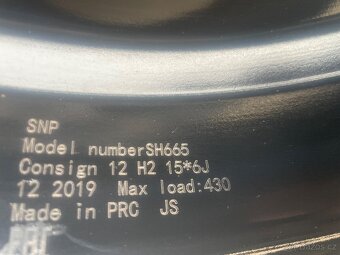 SNP
Model numberSH665
Consign 12 H2 15*6J
12 2019 Max load:430
Made in PRC JS